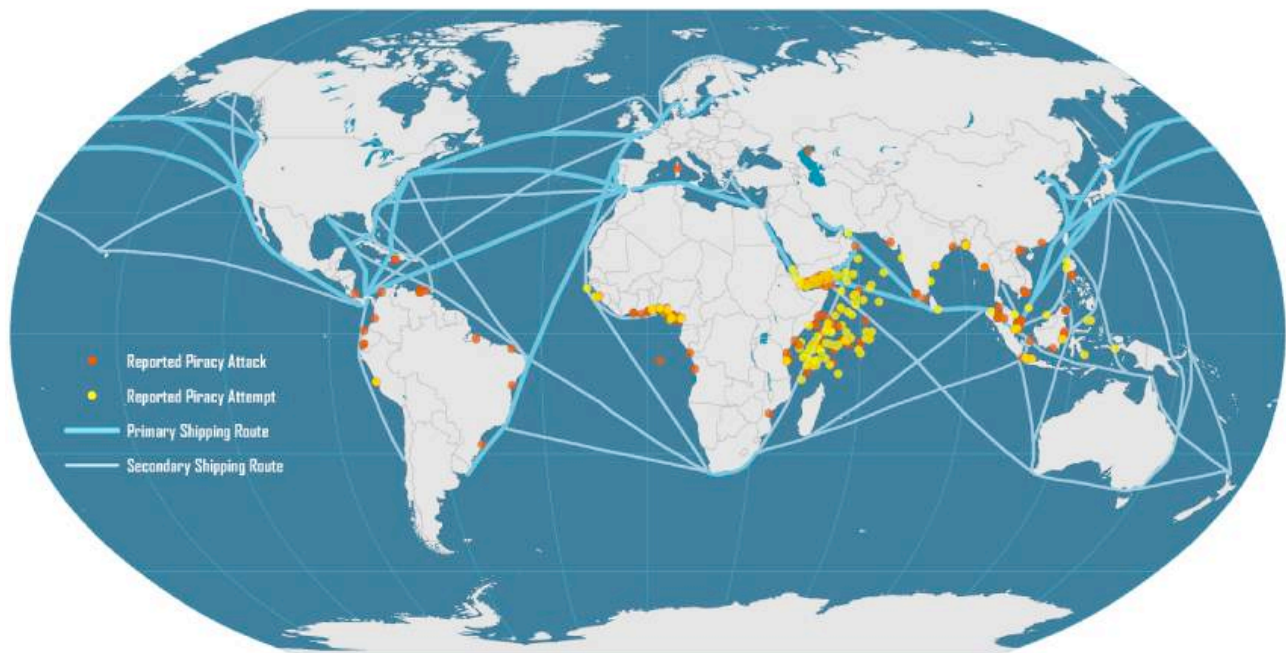 Reported Piracy Attack
Reported Piracy Attempt
Primary Shipping Route
Secondary Shipping Route